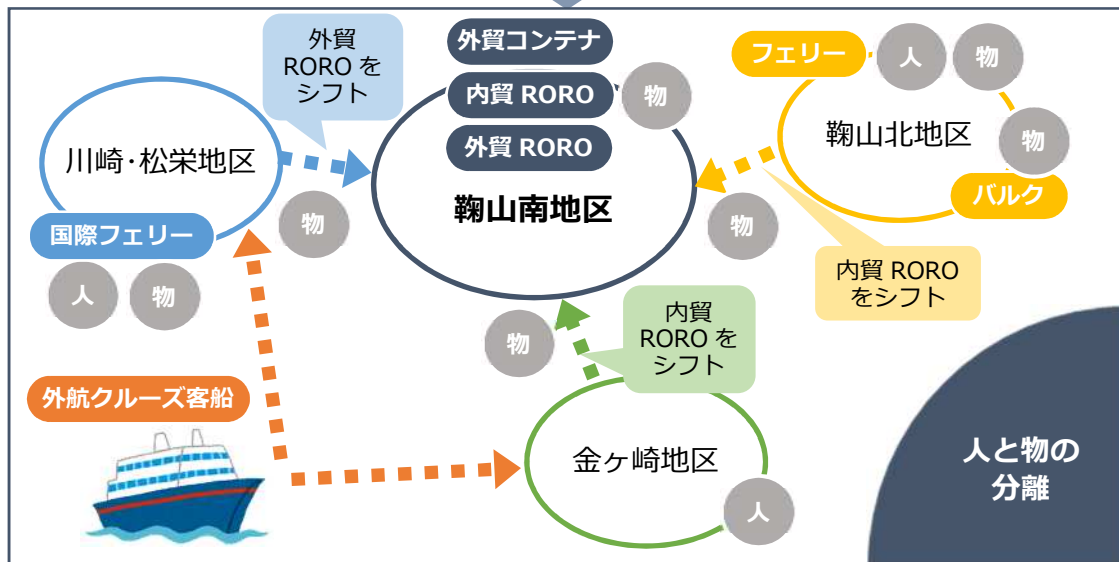 外貿
RORO を
シフト
外貿コンテナ
内貿 RORO
外貿 RORO
物
鞠山南地区
フェリー
人
物
鞠山北地区
物
バルク
川崎・松栄地区
国際フェリー
人
物
物
物
内貿 RORO
をシフト
物
内貿
RORO を
シフト
外航クルーズ客船
金ヶ崎地区
人
人と物の
分離